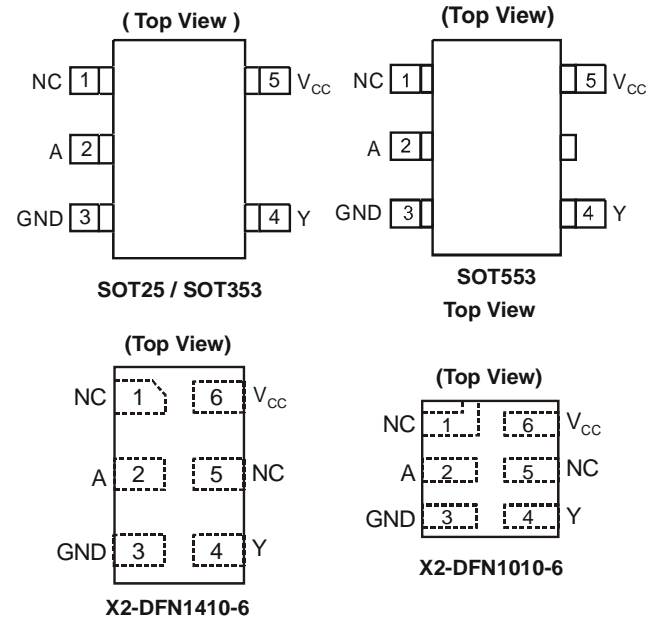 ( Top View )
NC 1 5 VCC
A 2
GND 3 4 Y
SOT25 / SOT353
(Top View)
NC 1 5 VCC
A 2
GND 3 4 Y
SOT553
Top View
(Top View)
NC 1 6 VCC
A 2 5 NC
GND 3 4 Y
X2-DFN1410-6
(Top View)
NC 1 6 VCC
A 2 5 NC
GND 3 4 Y
X2-DFN1010-6